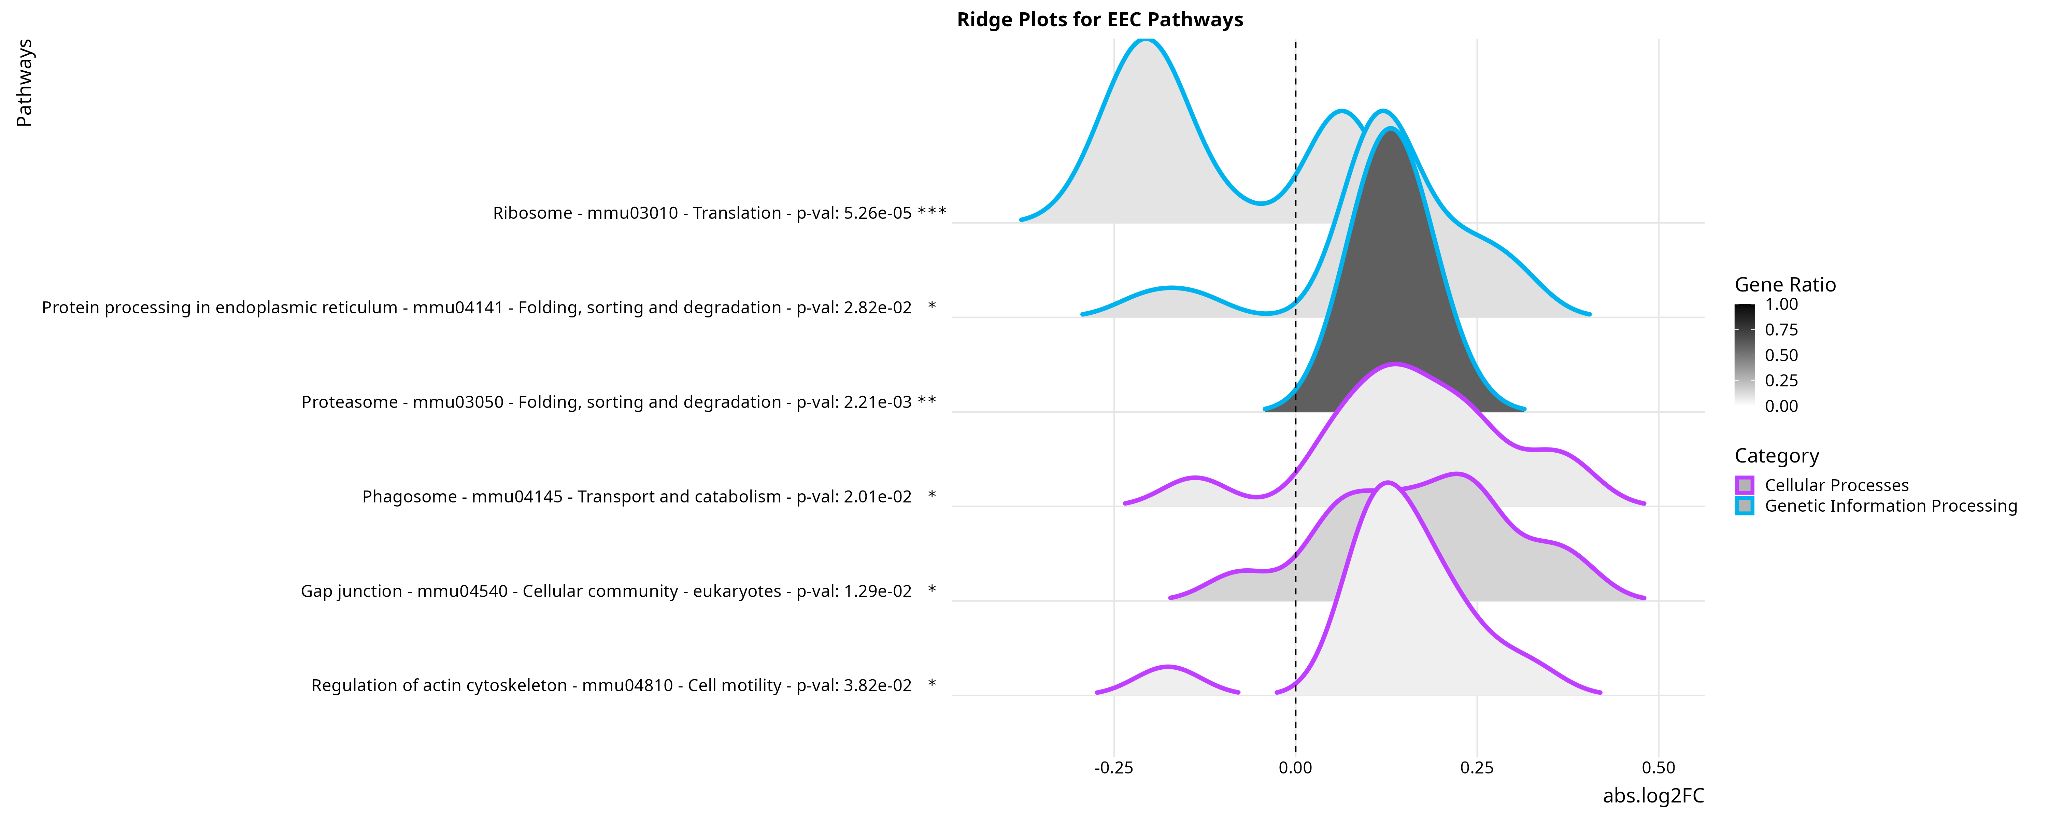 Ridge Plots for EEC Pathways
Pathways
Ribosome - mmu03010 - Translation - p-val: 5.26e-05 ***
Protein processing in endoplasmic reticulum - mmu04141 - Folding, sorting and degradation - p-val: 2.82e-02 *
Proteasome - mmu03050 - Folding, sorting and degradation - p-val: 2.21e-03 **
Phagosome - mmu04145 - Transport and catabolism - p-val: 2.01e-02 *
Gap junction - mmu04540 - Cellular community - eukaryotes - p-val: 1.29e-02 *
Regulation of actin cytoskeleton - mmu04810 - Cell motility - p-val: 3.82e-02 *
-0.25 0.00 0.25 0.50
abs.log2FC
Gene Ratio
1.00
0.75
0.50
0.25
0.00
Category
Cellular Processes
Genetic Information Processing